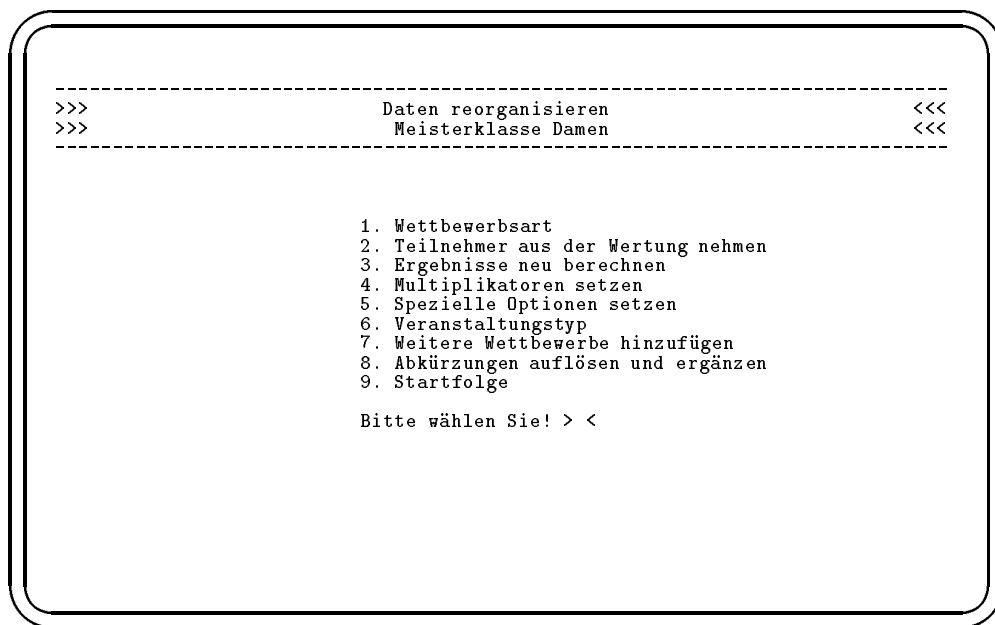 >>> Daten reorganisieren <<<
>>> Meisterklasse Damen <<<
1. Wettbewerbsart
2. Teilnehmer aus der Wertung nehmen
3. Ergebnisse neu berechnen
4. Multiplikatoren setzen
5. Spezielle Optionen setzen
6. Veranstaltungstyp
7. Weitere Wettbewerbe hinzufügen
8. Abkürzungen auflösen und ergänzen
9. Startfolge
Bitte wählen Sie! > <